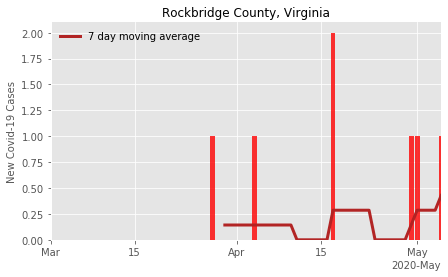 Rockbridge County, Virginia
7 day moving average
New Covid-19 Cases
2.00
1.75
1.50
1.25
1.00
0.75
0.50
0.25
0.00
Mar 15 Apr 15 May
2020-May